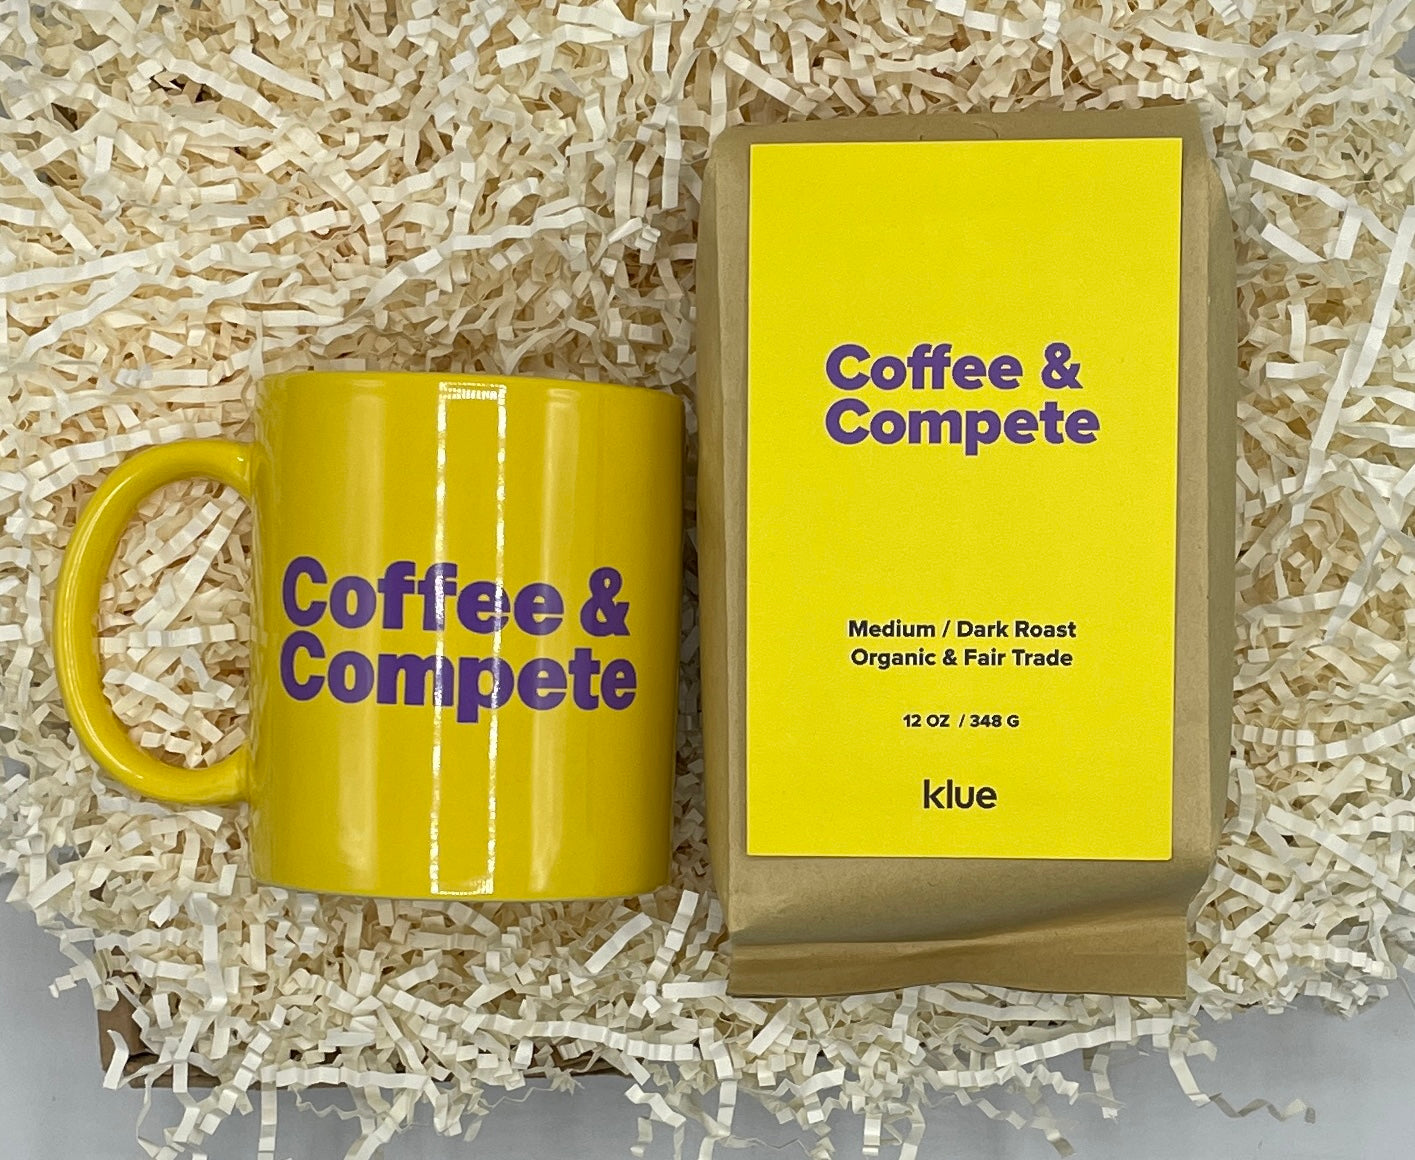 Coffee &
Compete
Coffee &
Compete
Medium / Dark Roast
Organic & Fair Trade
12 OZ / 348 G
klue